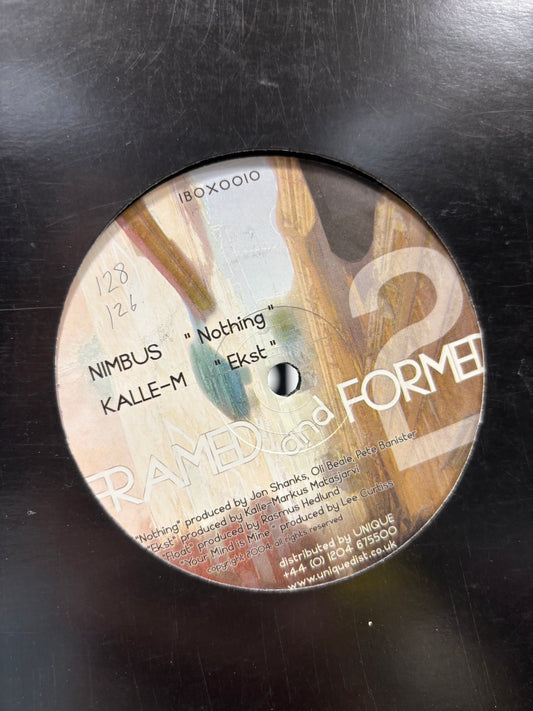 IBOX0010
128
126.
NIMBUS " Nothing "
KALLE-M " Ekst "
2
FRAMED and FORMED
"Nothing" produced by Jon Shanks, Oli Beale, Pete Banister
"Ekst" produced by Kalle Markus Matasjarvi
"Float" produced by Rasmus Hedlund
"Your Mind Is Mine " produced by Lee Curtiss
copyright 2004 all rights reserved
distributed by UNIQUE
+44 (0) 1204 675500
www.uniquedist.co.uk